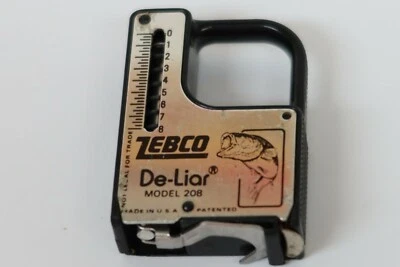 0
1
2
3
4
5
6
7
8
NOT LEGAL FOR TRADE
ZEBCO
De-Liar®
MODEL 208
MADE IN U.S.A. PATENTED